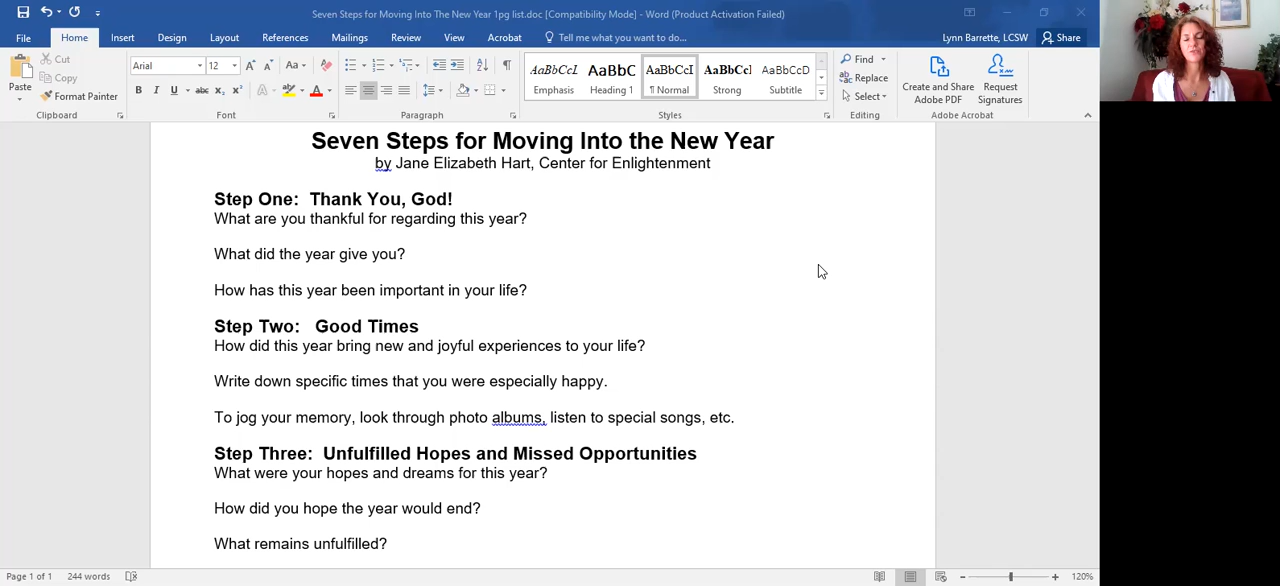 Seven Steps for Moving Into The New Year 1pg list.doc [Compatibility Mode] - Word (Product Activation Failed)
File Home Insert Design Layout References Mailings Review View Acrobat Tell me what you want to do... Lynn Barrette, LCSW Share
Paste Cut Copy Format Painter
Clipboard
Arial 12
B I U abc x₂ x²
Font
Paragraph
AaBbCcI AaBbC AaBbCcI AaBbCcl AaBbCcD
Emphasis Heading 1 ¶ Normal Strong Subtitle
Styles
Find Replace Select
Editing
Create and Share Adobe PDF Request Signatures
Adobe Acrobat
Seven Steps for Moving Into the New Year
by Jane Elizabeth Hart, Center for Enlightenment
Step One: Thank You, God!
What are you thankful for regarding this year?
What did the year give you?
How has this year been important in your life?
Step Two: Good Times
How did this year bring new and joyful experiences to your life?
Write down specific times that you were especially happy.
To jog your memory, look through photo albums, listen to special songs, etc.
Step Three: Unfulfilled Hopes and Missed Opportunities
What were your hopes and dreams for this year?
How did you hope the year would end?
What remains unfulfilled?
Page 1 of 1 244 words 120%